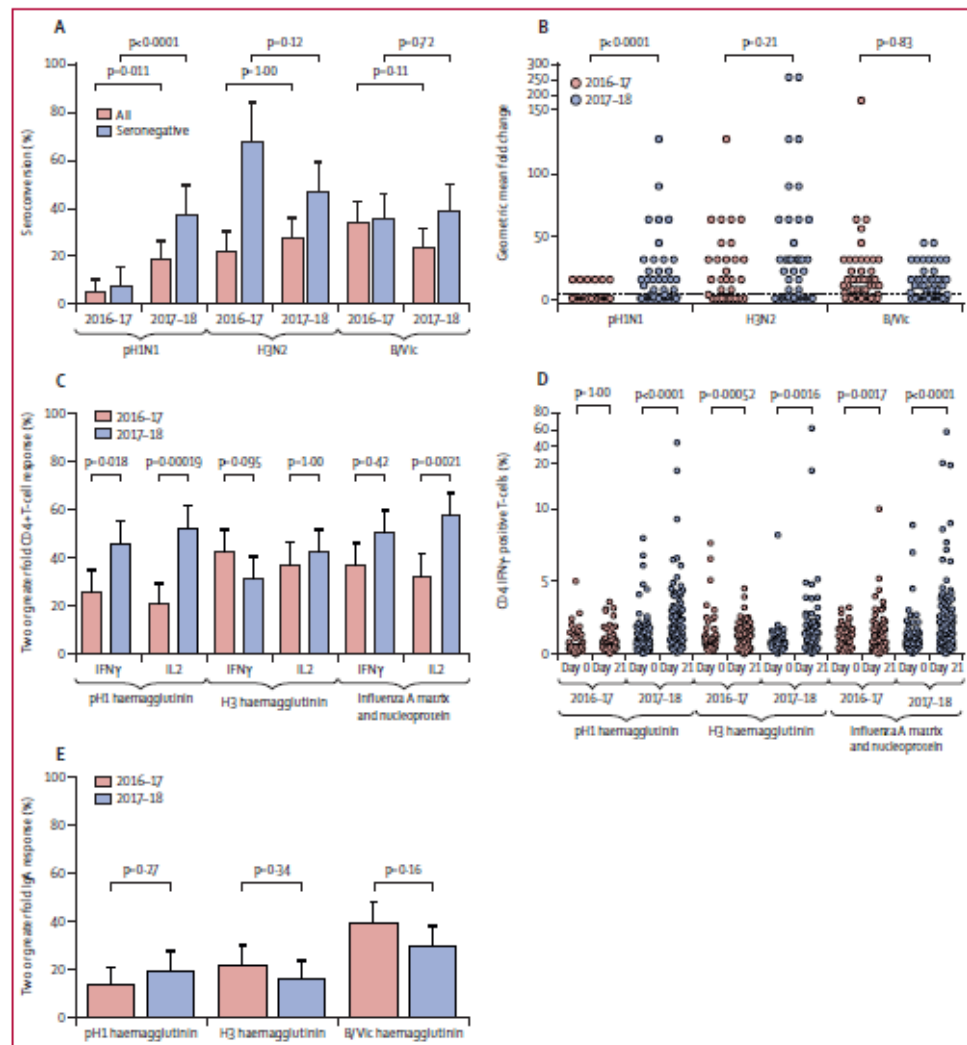 A
p<0·0001
p=0·12
p=0·72
p=0·011
p=1·00
p=0·11
Seroconversion (%)
100
80
60
40
20
0
All
Seronegative
2016–17 2017–18 2016–17 2017–18 2016–17 2017–18
pH1N1 H3N2 B/Vic
B
p<0·0001 p=0·21 p=0·83
Geometric mean fold change
300
250
200
150
100
50
0
2016–17
2017–18
pH1N1 H3N2 B/Vic
C
Two or greater fold CD4+ T-cell response (%)
100
80
60
40
20
0
2016–17
2017–18
p=0·018 p=0·00019 p=0·095 p=1·00 p=0·42 p=0·0021
IFNγ IL2 IFNγ IL2 IFNγ IL2
pH1 haemagglutinin H3 haemagglutinin Influenza A matrix
and nucleoprotein
D
p=1·00 p<0·0001 p=0·00052 p=0·0016 p=0·0017 p<0·0001
CD4 IFNγ positive T-cells (%)
80
60
40
20
10
5
0
Day 0 Day 21 Day 0 Day 21 Day 0 Day 21 Day 0 Day 21 Day 0 Day 21 Day 0 Day 21
2016–17 2017–18 2016–17 2017–18 2016–17 2017–18
pH1 haemagglutinin H3 haemagglutinin Influenza A matrix
and nucleoprotein
E
Two or greater fold IgA response (%)
100
80
60
40
20
0
2016–17
2017–18
p=0·27 p=0·34 p=0·16
pH1 haemagglutinin H3 haemagglutinin B/Vic haemagglutinin